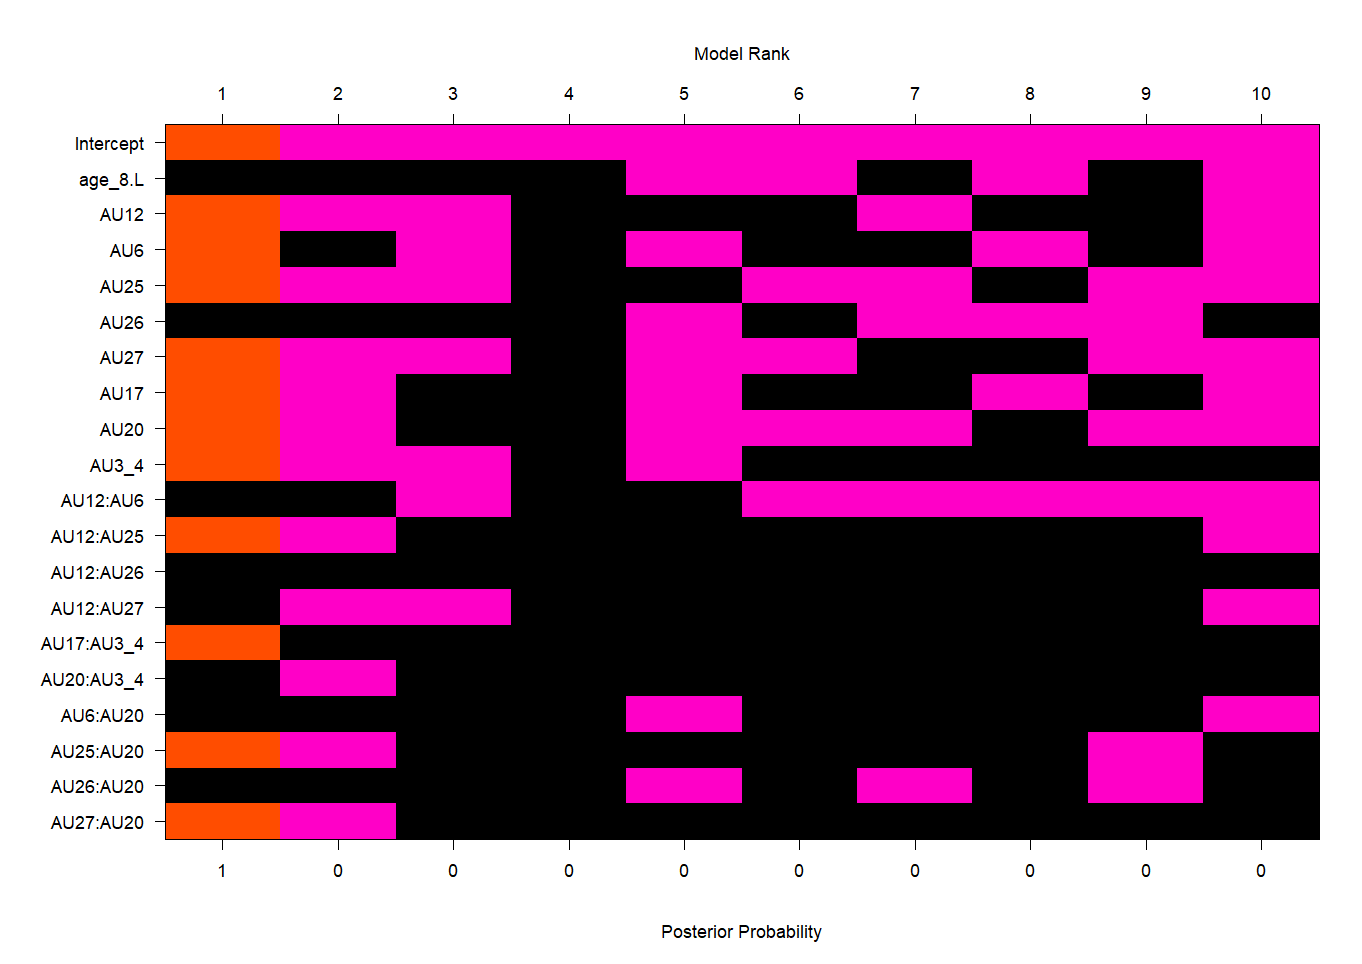 Model Rank
1 2 3 4 5 6 7 8 9 10
Intercept
age_8.L
AU12
AU6
AU25
AU26
AU27
AU17
AU20
AU3_4
AU12:AU6
AU12:AU25
AU12:AU26
AU12:AU27
AU17:AU3_4
AU20:AU3_4
AU6:AU20
AU25:AU20
AU26:AU20
AU27:AU20
1 0 0 0 0 0 0 0 0 0
Posterior Probability